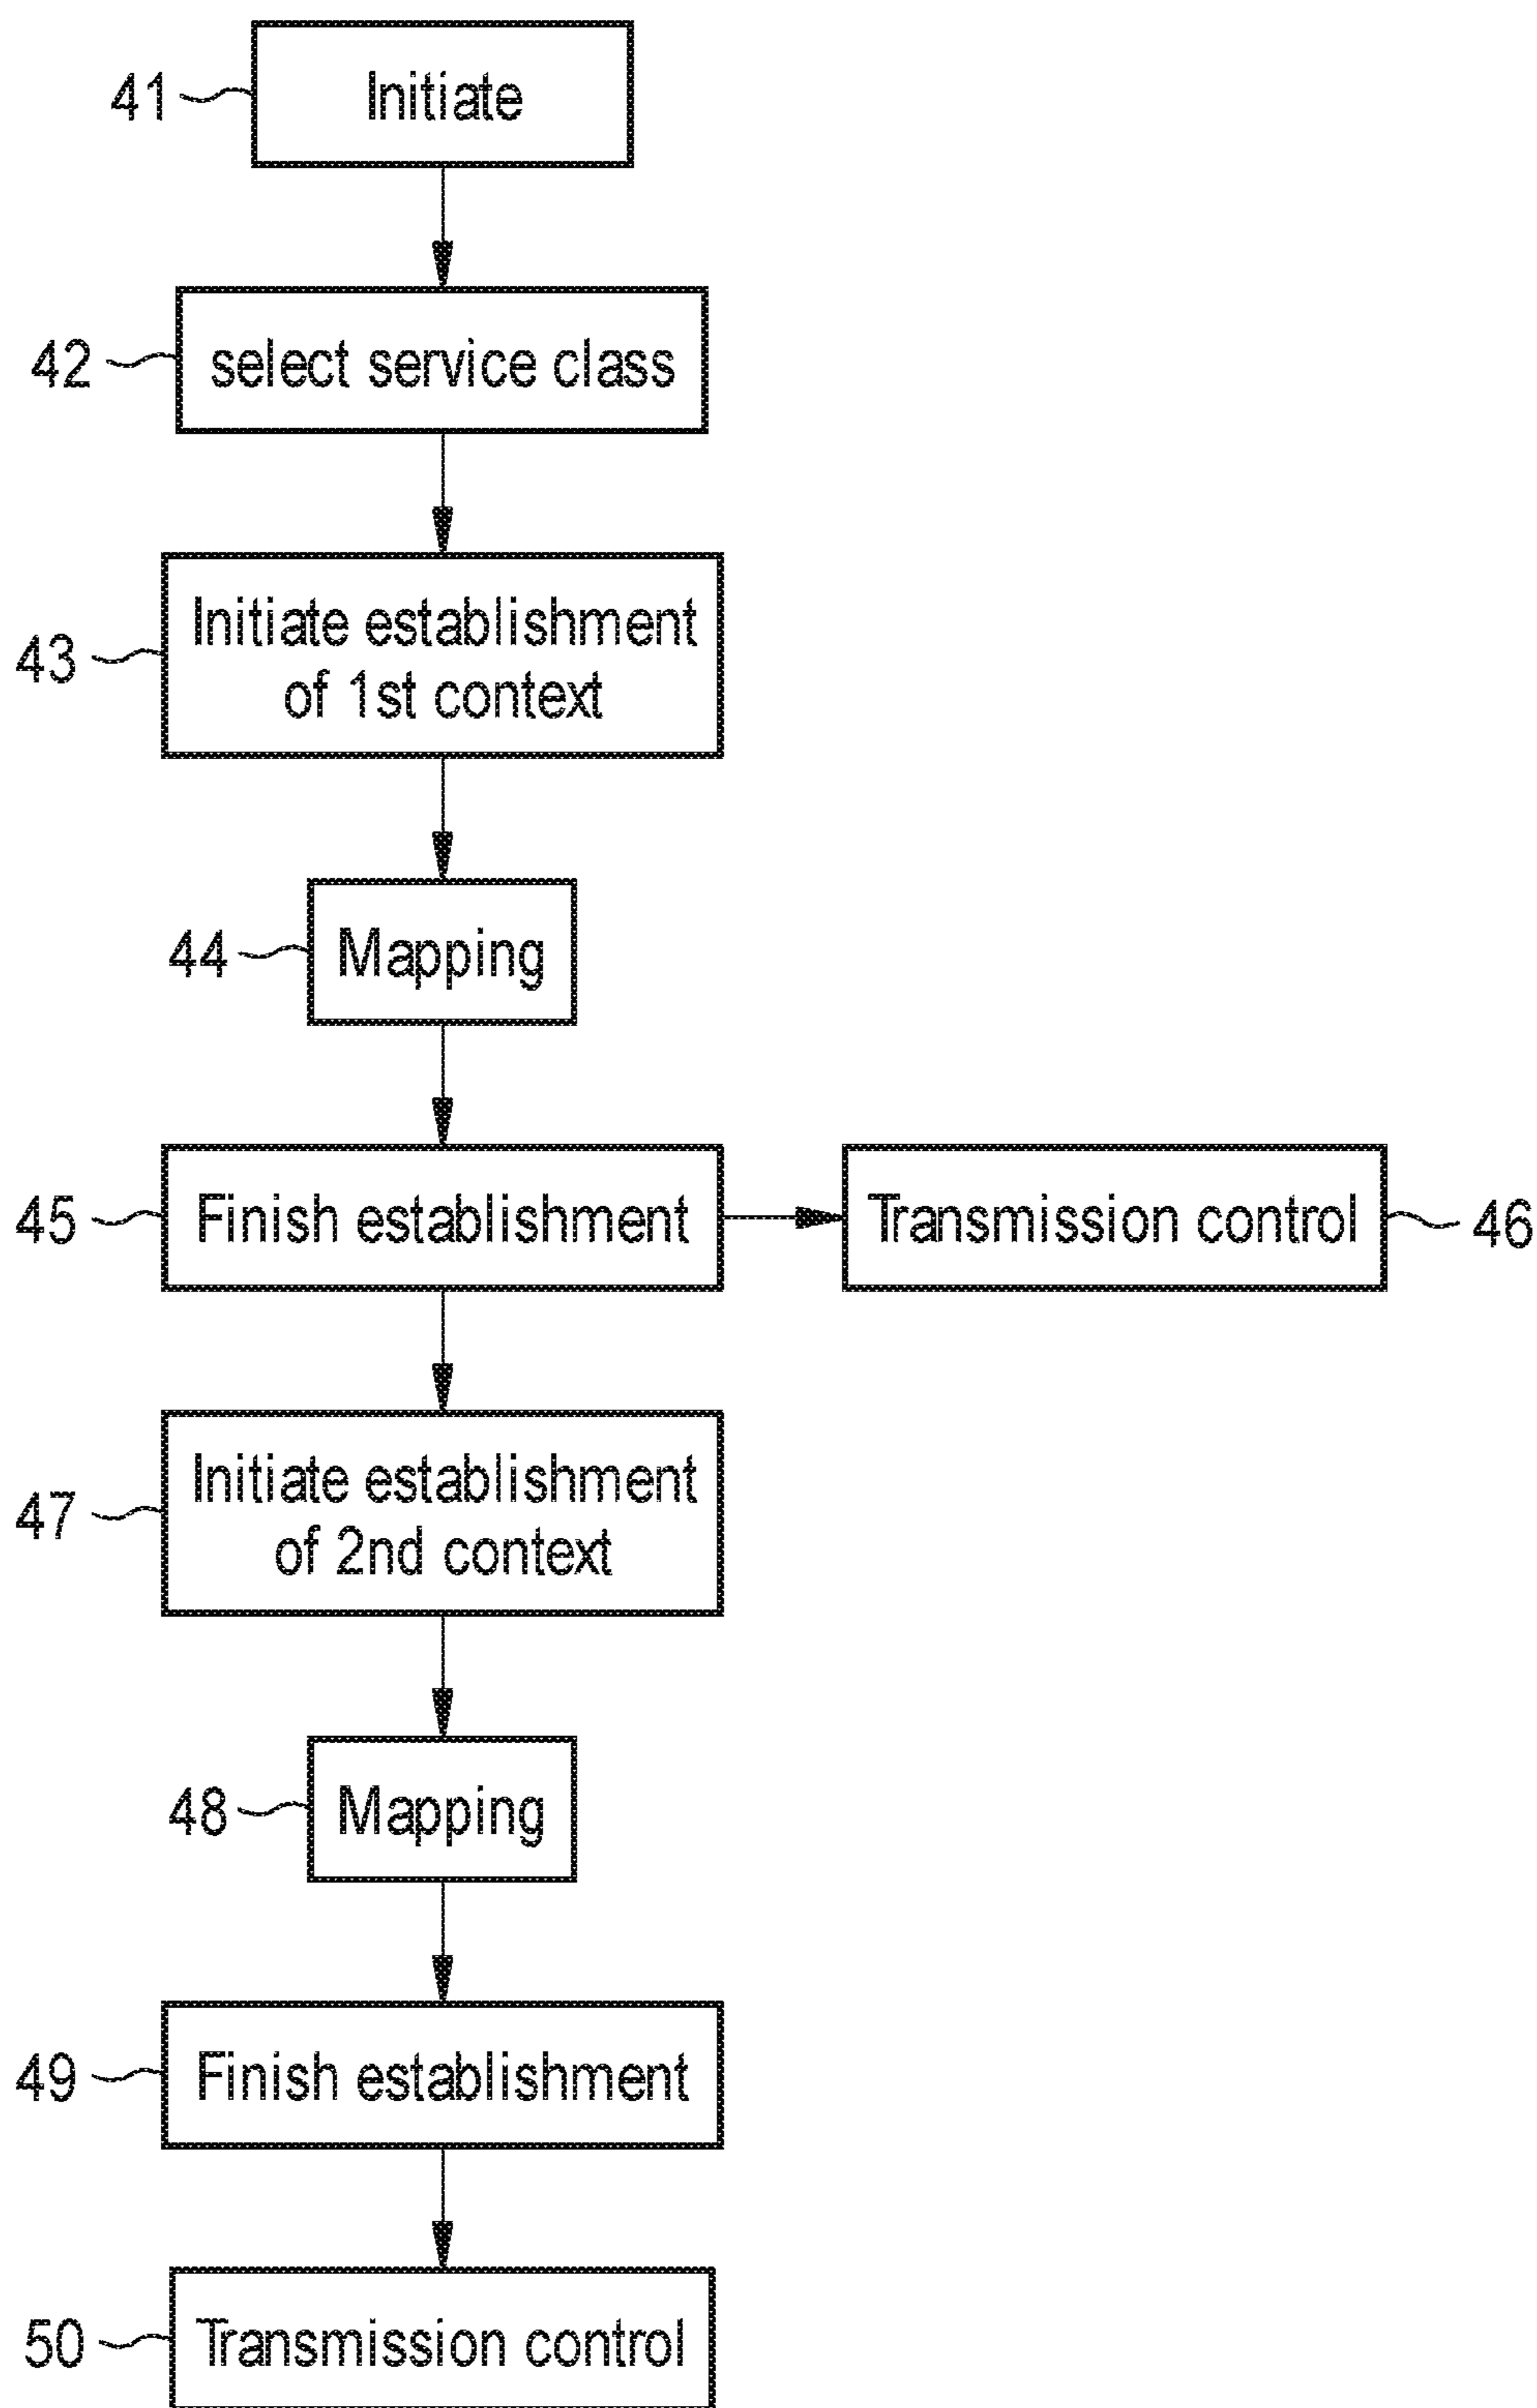 41 Initiate
42 select service class
43 Initiate establishment
of 1st context
44 Mapping
45 Finish establishment Transmission control 46
47 Initiate establishment
of 2nd context
48 Mapping
49 Finish establishment
50 Transmission control